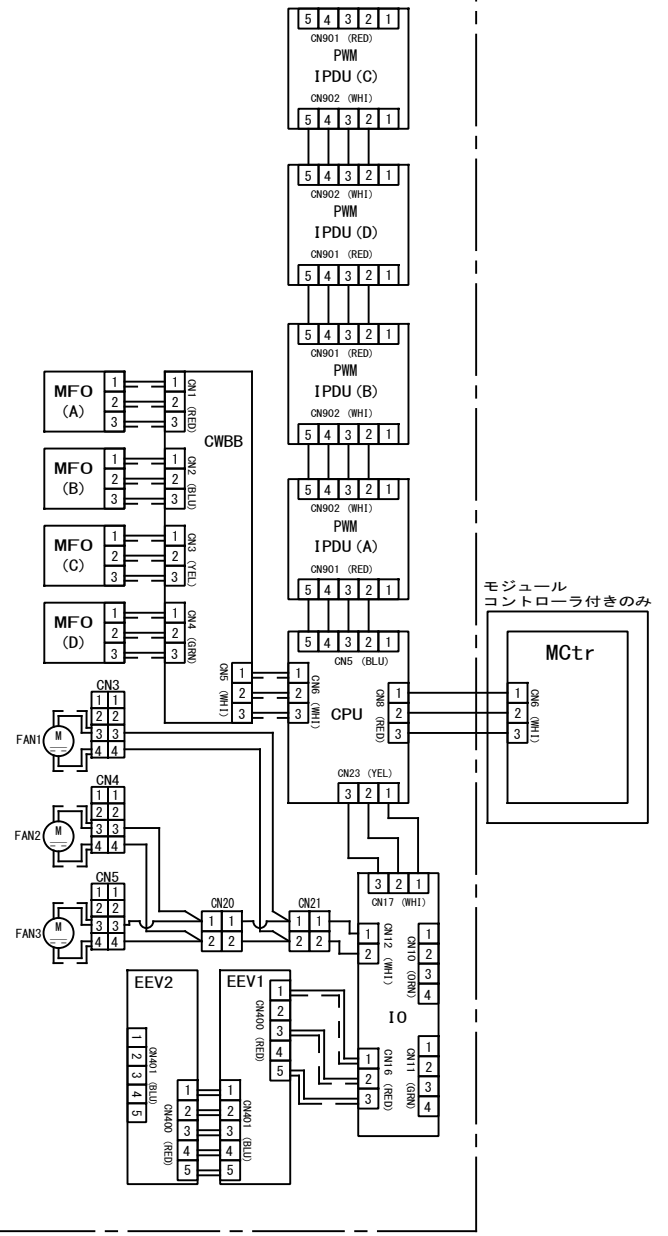 5 4 3 2 1
CN901 (RED)
PWM
IPDU (C)
CN902 (WHI)
5 4 3 2 1
5 4 3 2 1
CN902 (WHI)
PWM
IPDU (D)
CN901 (RED)
5 4 3 2 1
5 4 3 2 1
CN901 (RED)
PWM
IPDU (B)
CN902 (WHI)
5 4 3 2 1
5 4 3 2 1
CN902 (WHI)
PWM
IPDU (A)
CN901 (RED)
5 4 3 2 1
MFO
(A)
1 2 3
1 2 3
CN1 (RED)
CWBB
MFO
(B)
1 2 3
1 2 3
CN2 (BLU)
MFO
(C)
1 2 3
1 2 3
CN3 (YEL)
MFO
(D)
1 2 3
1 2 3
CN4 (GRN)
CN5 (WHI)
1 2 3
5 4 3 2 1
CN5 (BLU)
1 2 3
CN6 (WHI)
CPU
CN8 (RED)
1 2 3
CN23 (YEL)
3 2 1
モジュール
コントローラ付きのみ
MCtr
1 2 3
CN6 (WHI)
CN3
1 1
2 2
3 3
4 4
FAN1
M
CN4
1 1
2 2
3 3
4 4
FAN2
M
CN5
1 1
2 2
3 3
4 4
FAN3
M
CN20
1 1
2 2
CN21
1 1
2 2
3 2 1
CN17 (WHI)
1 2
CN12 (WHI)
CN10 (ORN)
1 2 3 4
IO
1 2 3
CN16 (RED)
CN11 (GRN)
1 2 3 4
EEV2
1 2 3 4 5
CN401 (BLU)
CN400 (RED)
1 2 3 4 5
EEV1
CN400 (RED)
1 2 3 4 5
1 2 3 4 5
CN401 (BLU)